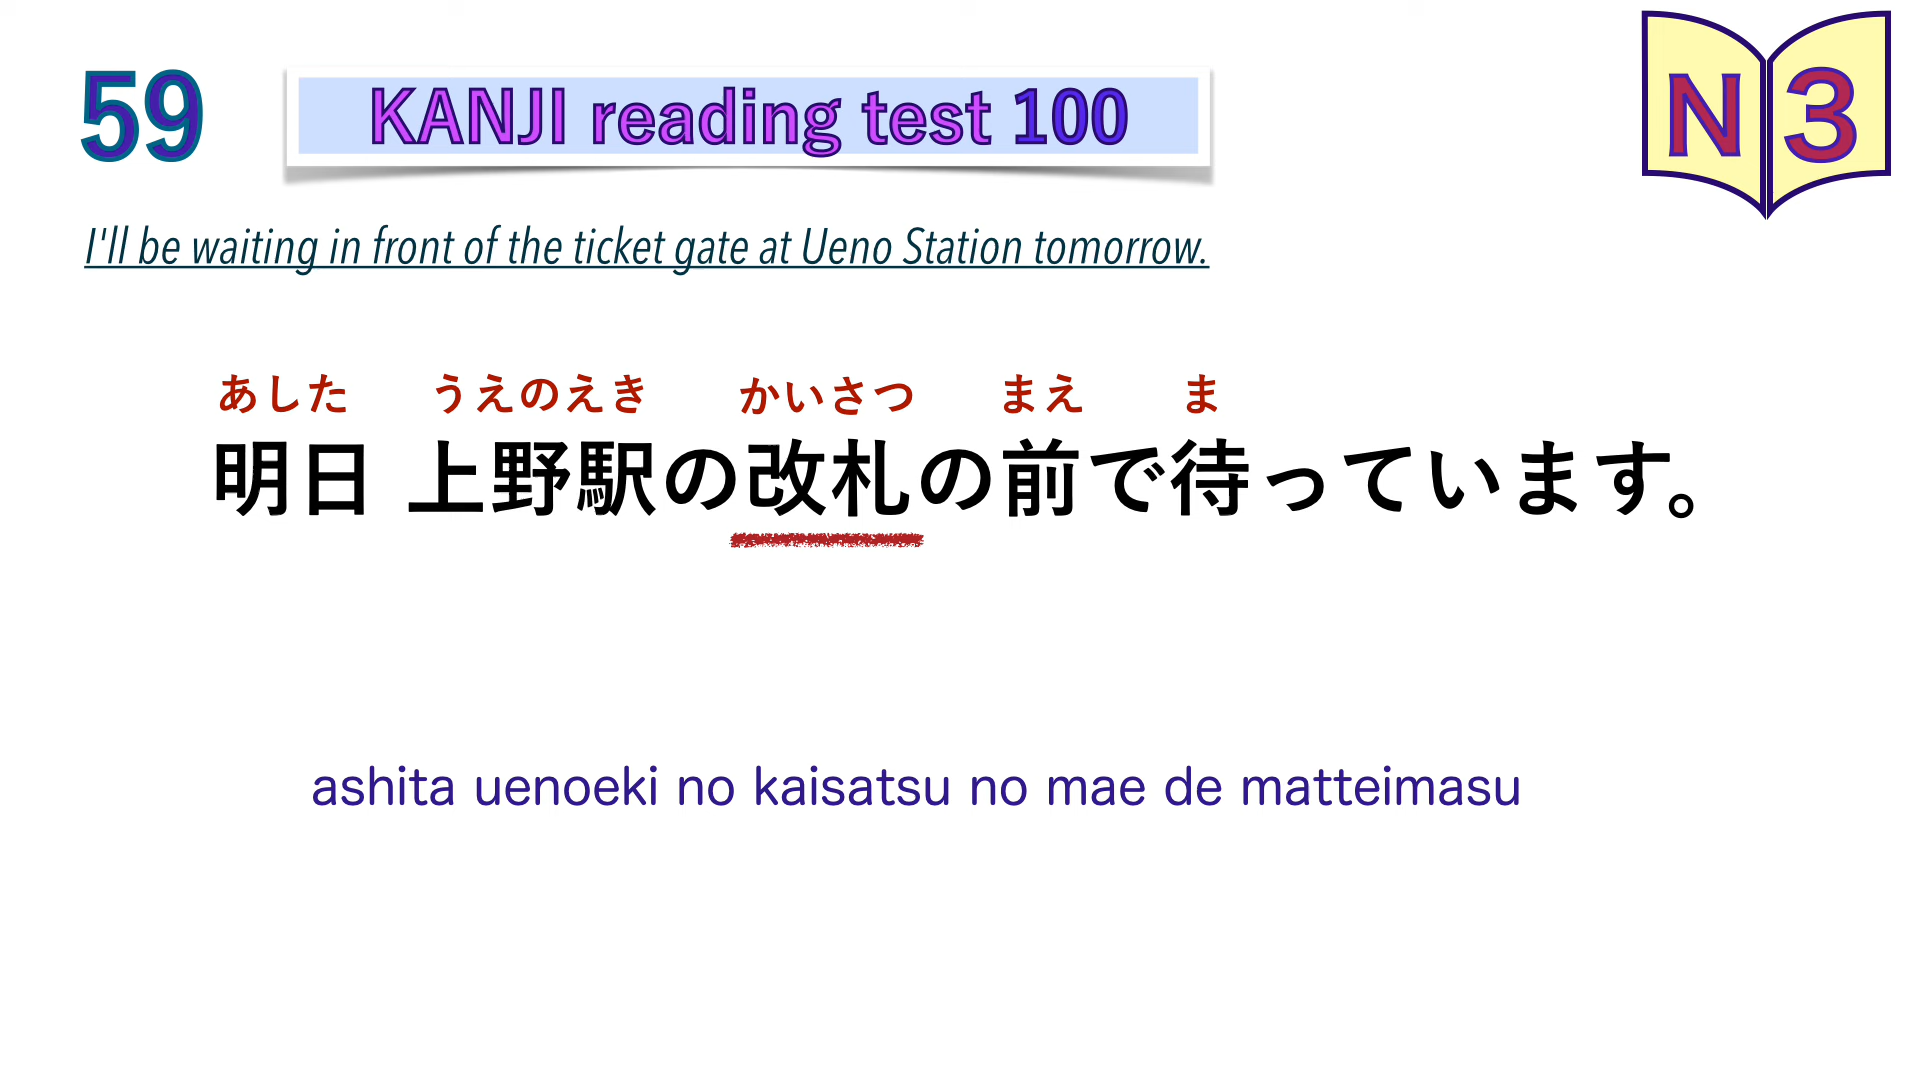 59
KANJI reading test 100
N3
I'll be waiting in front of the ticket gate at Ueno Station tomorrow.
あした うえのえき かいさつ まえ ま
明日 上野駅の改札の前で待っています。
ashita uenoeki no kaisatsu no mae de matteimasu